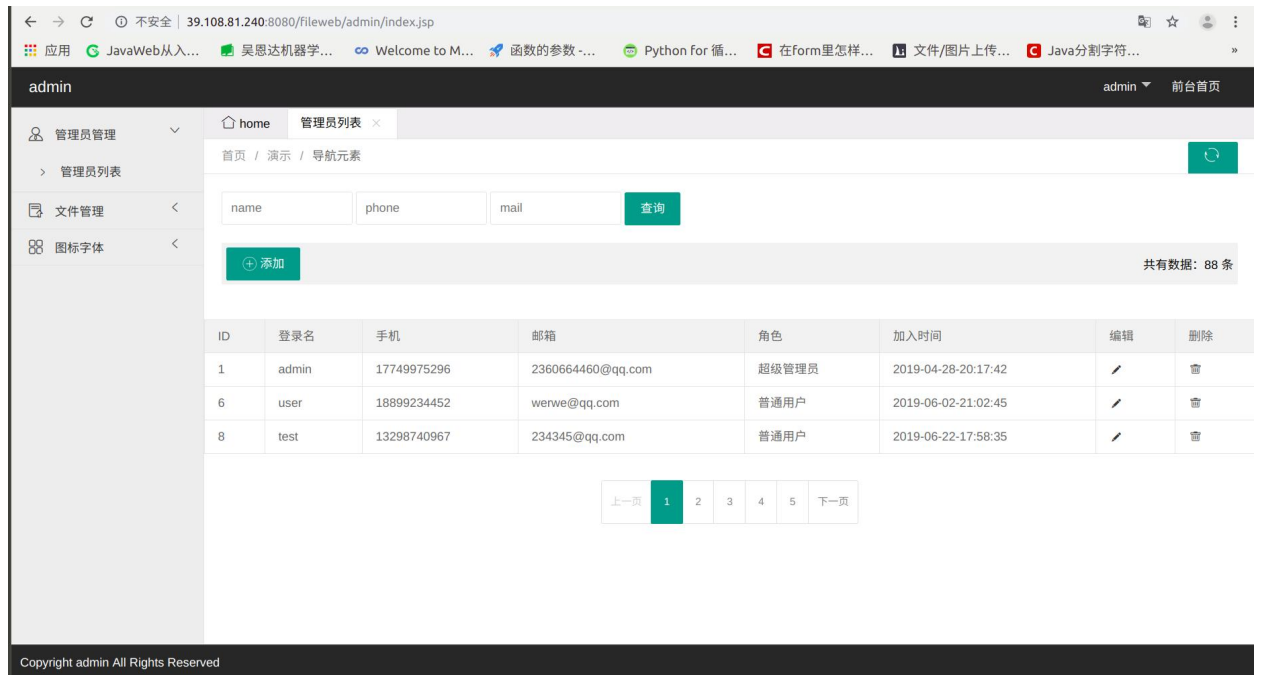 不安全 39.108.81.240:8080/fileweb/admin/index.jsp
应用 JavaWeb从入... 吴恩达机器学... Welcome to M... 函数的参数 -... Python for 循... 在form里怎样... 文件/图片上传... Java分割字符... »
admin admin 前台首页
管理员管理
管理员列表
文件管理
图标字体
home 管理员列表
首页 / 演示 / 导航元素
name phone mail 查询
添加 共有数据：88 条
ID 登录名 手机 邮箱 角色 加入时间 编辑 删除
1 admin 17749975296 2360664460@qq.com 超级管理员 2019-04-28-20:17:42
6 user 18899234452 werwe@qq.com 普通用户 2019-06-02-21:02:45
8 test 13298740967 234345@qq.com 普通用户 2019-06-22-17:58:35
上一页 1 2 3 4 5 下一页
Copyright admin All Rights Reserved